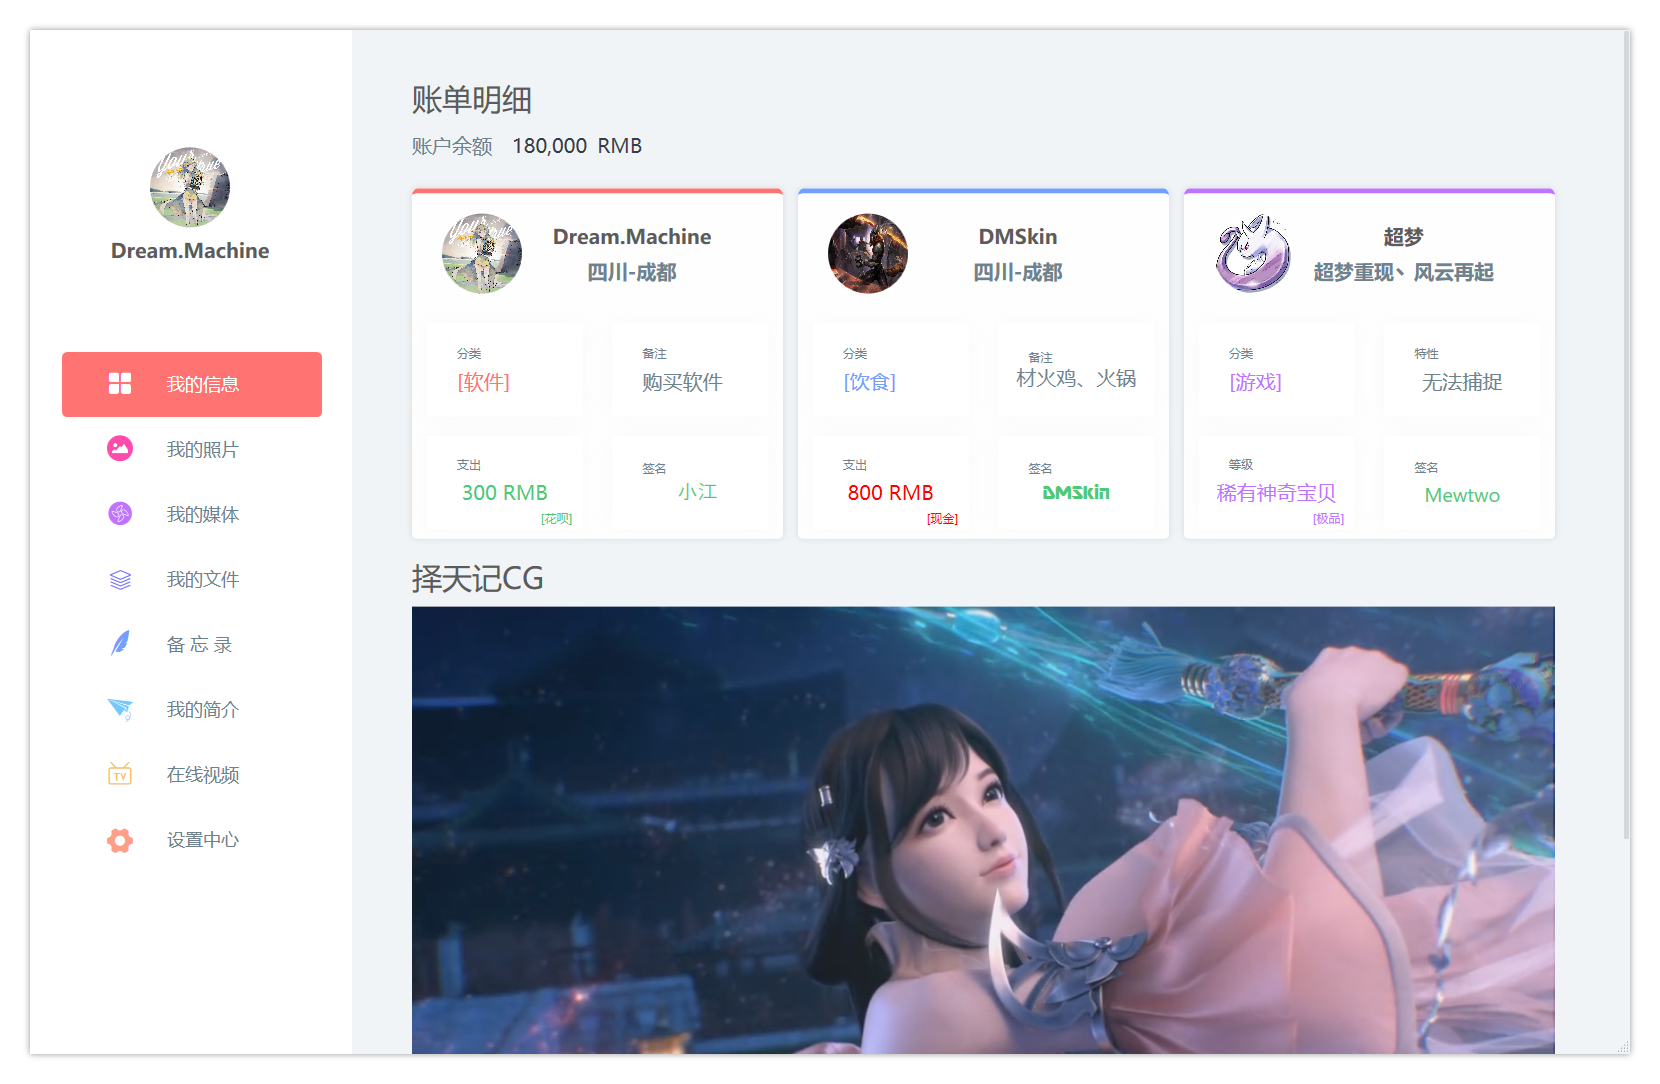 Dream.Machine
我的信息
我的照片
我的媒体
我的文件
备 忘 录
我的简介
TV
在线视频
设置中心
账单明细
账户余额 180,000 RMB
Dream.Machine
四川-成都
分类
[软件]
备注
购买软件
支出
300 RMB
[花呗]
签名
小江
DMSkin
四川-成都
分类
[饮食]
备注
材火鸡、火锅
支出
800 RMB
[现金]
签名
DMSkin
超梦
超梦重现丶风云再起
分类
[游戏]
特性
无法捕捉
等级
稀有神奇宝贝
[极品]
签名
Mewtwo
择天记CG